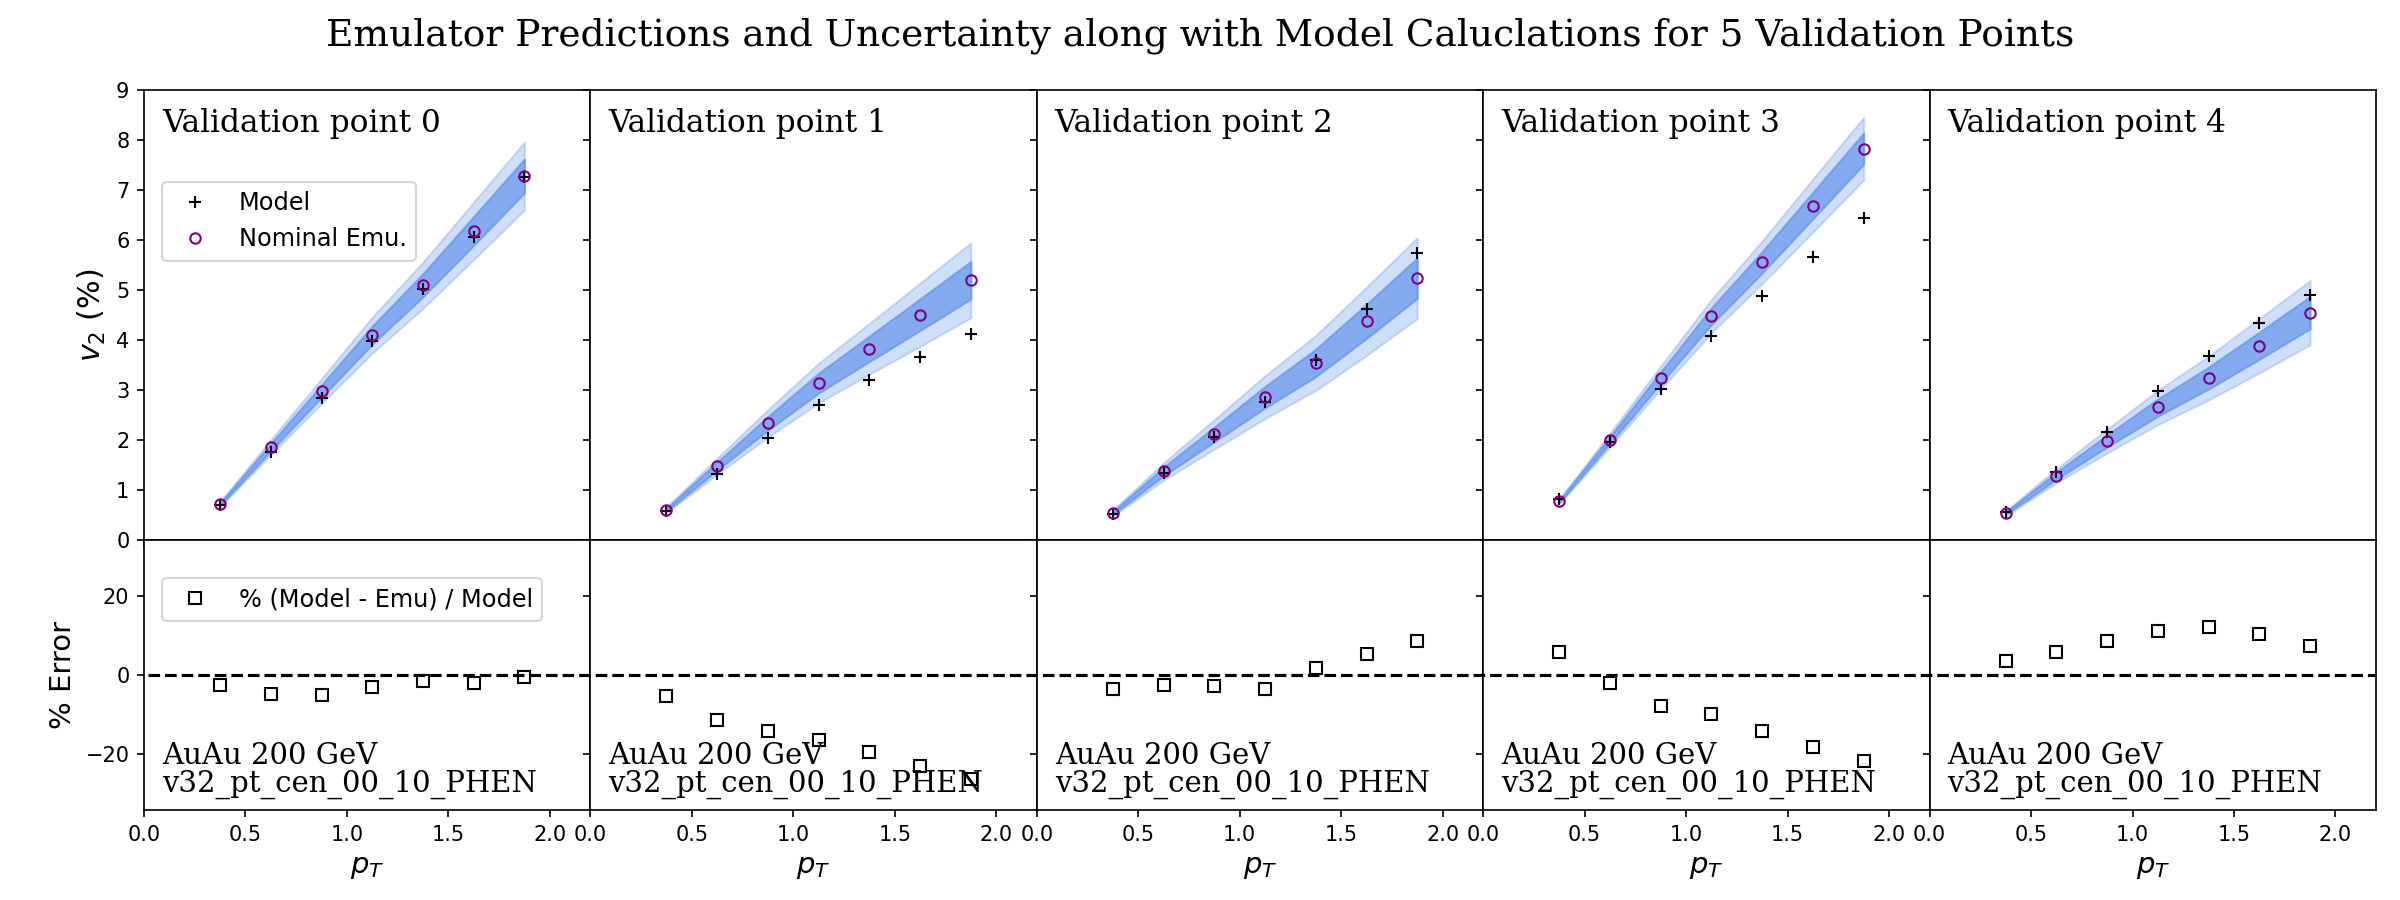 Emulator Predictions and Uncertainty along with Model Caluclations for 5 Validation Points
Validation point 0
Validation point 1
Validation point 2
Validation point 3
Validation point 4
Model
Nominal Emu.
v2 (%)
9
8
7
6
5
4
3
2
1
0
% (Model - Emu) / Model
% Error
20
0
−20
AuAu 200 GeV
v32_pt_cen_00_10_PHEN
AuAu 200 GeV
v32_pt_cen_00_10_PHEN
AuAu 200 GeV
v32_pt_cen_00_10_PHEN
AuAu 200 GeV
v32_pt_cen_00_10_PHEN
AuAu 200 GeV
v32_pt_cen_00_10_PHEN
0.0 0.5 1.0 1.5 2.0 0.0 0.5 1.0 1.5 2.0 0.0 0.5 1.0 1.5 2.0 0.0 0.5 1.0 1.5 2.0 0.0 0.5 1.0 1.5 2.0
pT pT pT pT pT